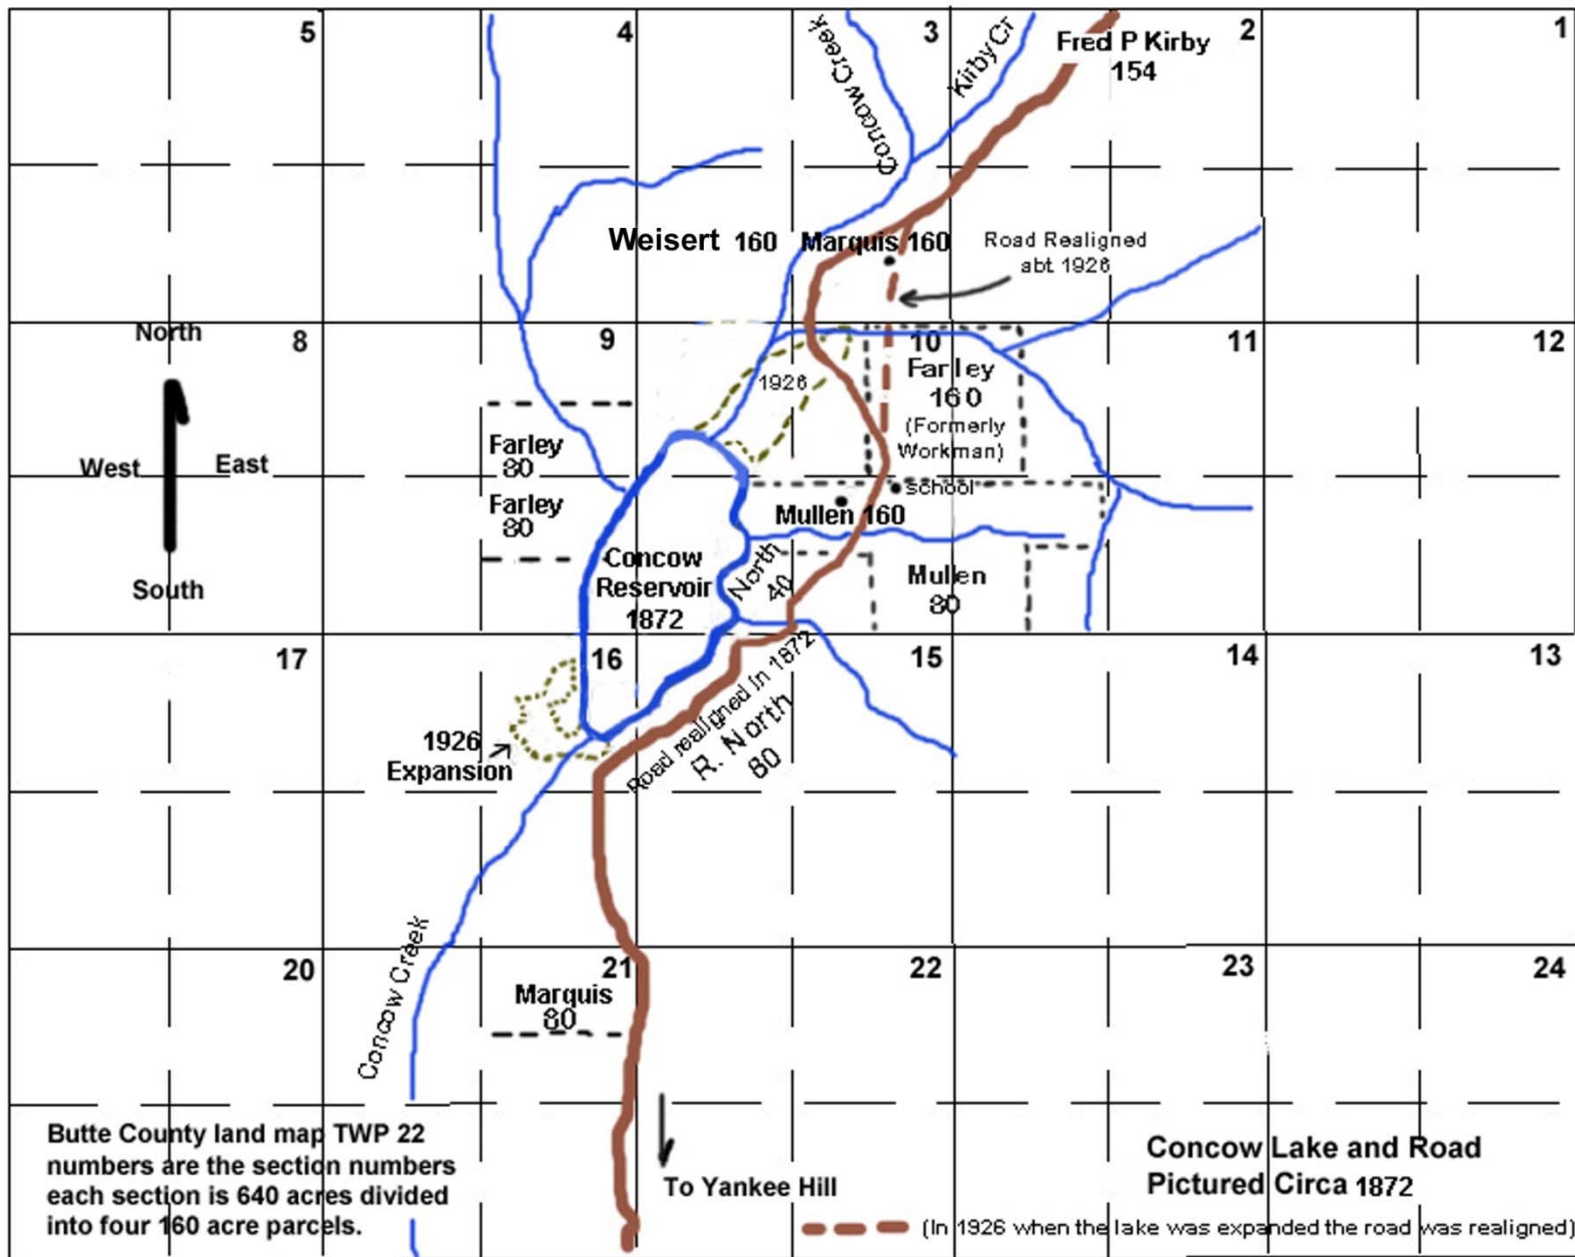 5
4
3
2
1
Concow Creek
Kirby Cr
Fred P Kirby
154
Weisert 160
Marquis 160
Road Realigned
abt 1926
North
8
9
10
11
12
1926
Farley
160
(Formerly
Workman)
West
East
Farley
80
Farley
80
School
Mullen 160
Concow
Reservoir
1872
North
40
Mullen
80
South
17
16
15
14
13
Road realigned in 1872
R. North
80
1926
Expansion
Concow Creek
20
21
22
23
24
Marquis
80
Butte County land map TWP 22
numbers are the section numbers
each section is 640 acres divided
into four 160 acre parcels.
To Yankee Hill
Concow Lake and Road
Pictured Circa 1872
(In 1926 when the lake was expanded the road was realigned)